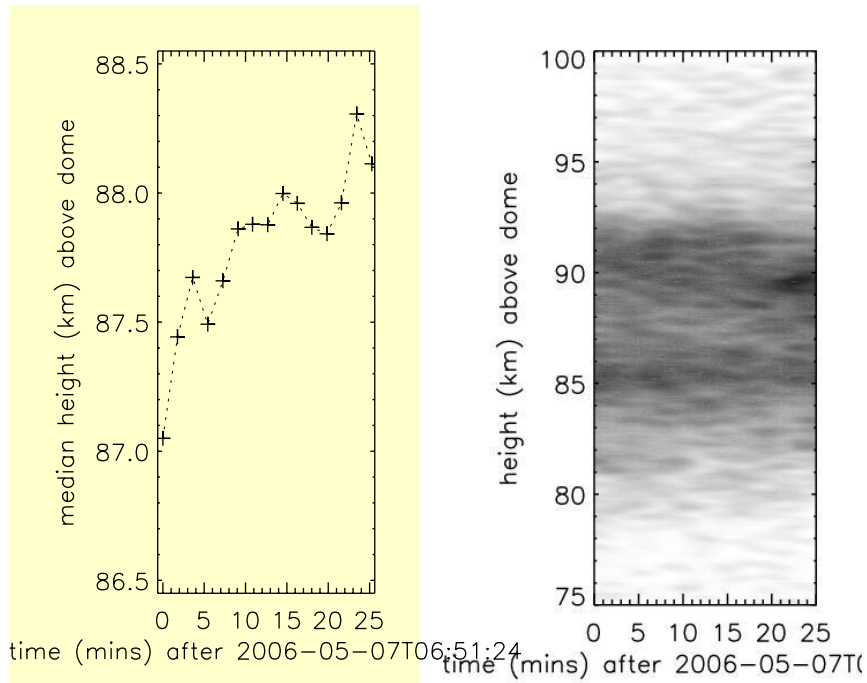 median height (km) above dome
88.5
88.0
87.5
87.0
86.5
0 5 10 15 20 25
time (mins) after 2006-05-07T06:51:24
height (km) above dome
100
95
90
85
80
75
0 5 10 15 20 25
time (mins) after 2006-05-07T0